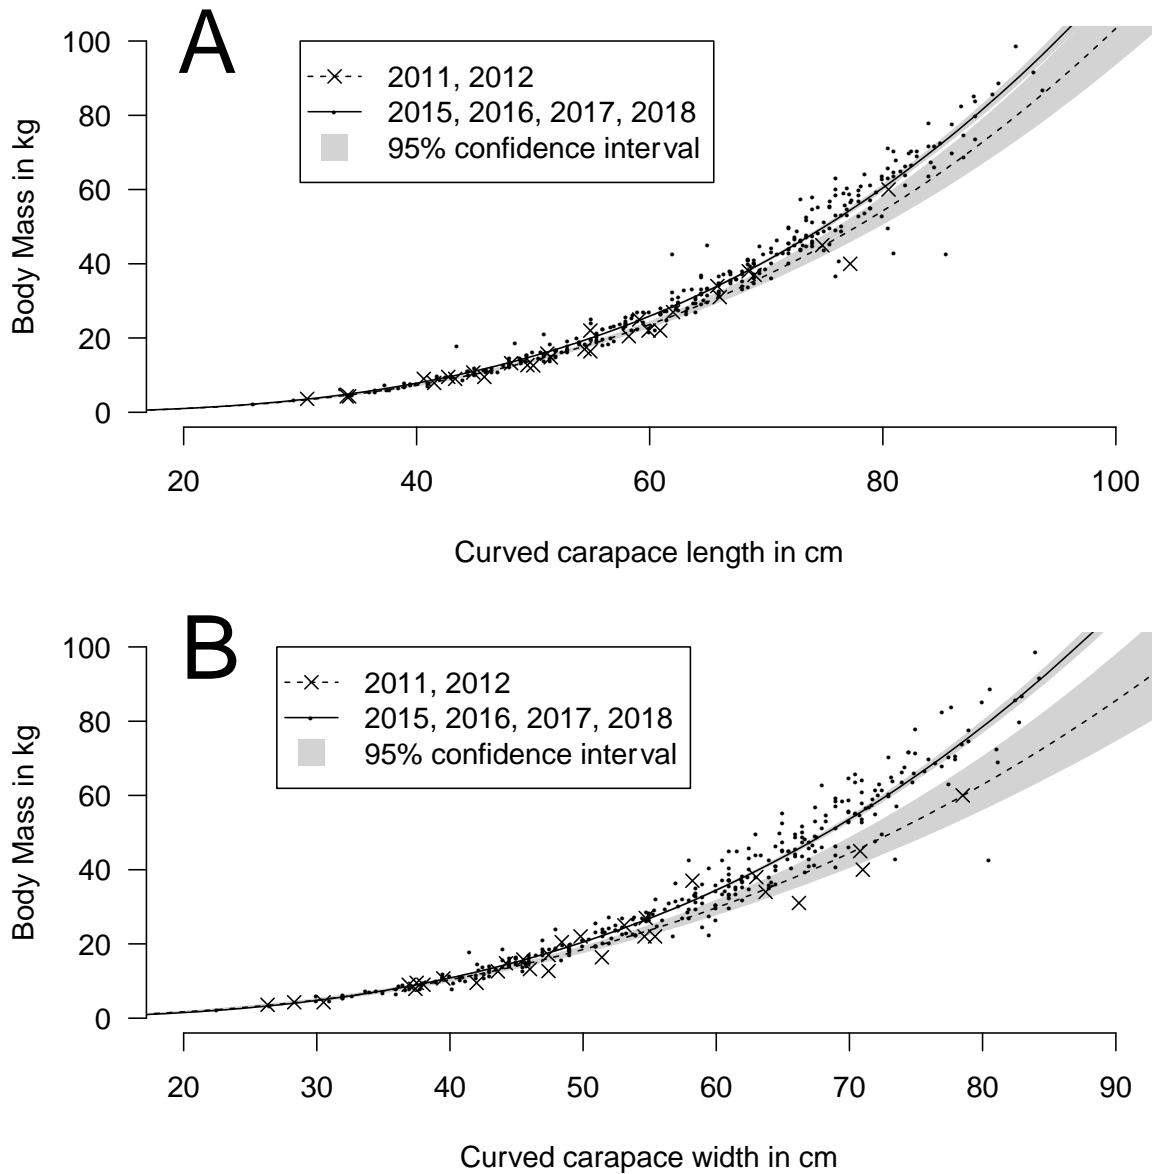 A
2011, 2012
2015, 2016, 2017, 2018
95% confidence interval
Body Mass in kg
100
80
60
40
20
0
20 40 60 80 100
Curved carapace length in cm
B
2011, 2012
2015, 2016, 2017, 2018
95% confidence interval
Body Mass in kg
100
80
60
40
20
0
20 30 40 50 60 70 80 90
Curved carapace width in cm